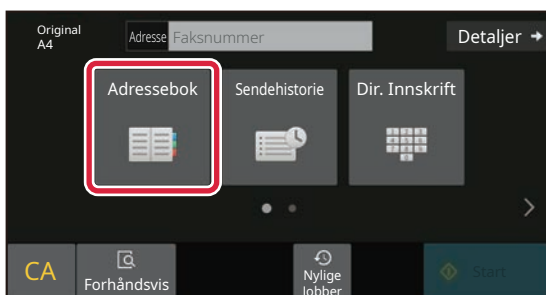 Original
A4
Adresse Faksnummer
Detaljer
Adressebok
Sendehistorie
Dir. Innskrift
CA
Forhåndsvis
Nylige
Jobber
Start